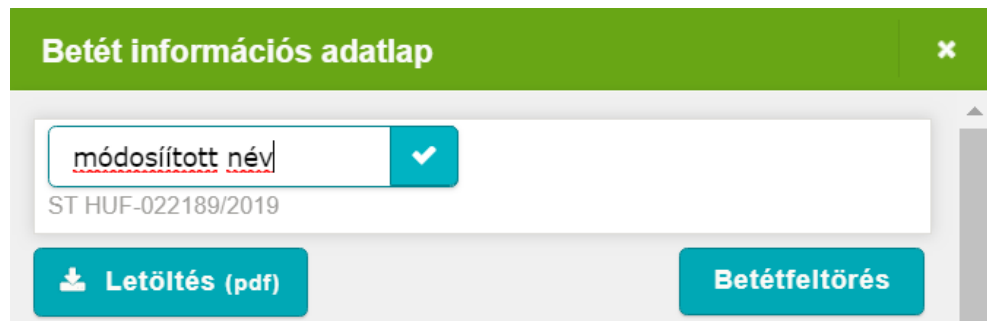 Betét információs adatlap
módosíított név
ST HUF-022189/2019
Letöltés (pdf)
Betétfeltörés